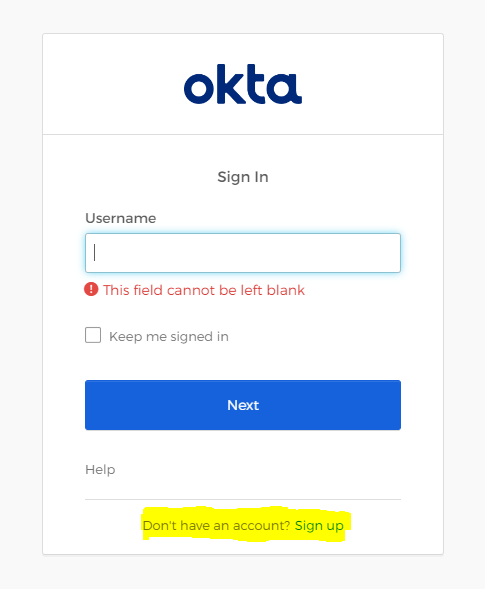 okta
Sign In
Username
This field cannot be left blank
Keep me signed in
Next
Help
Don't have an account? Sign up